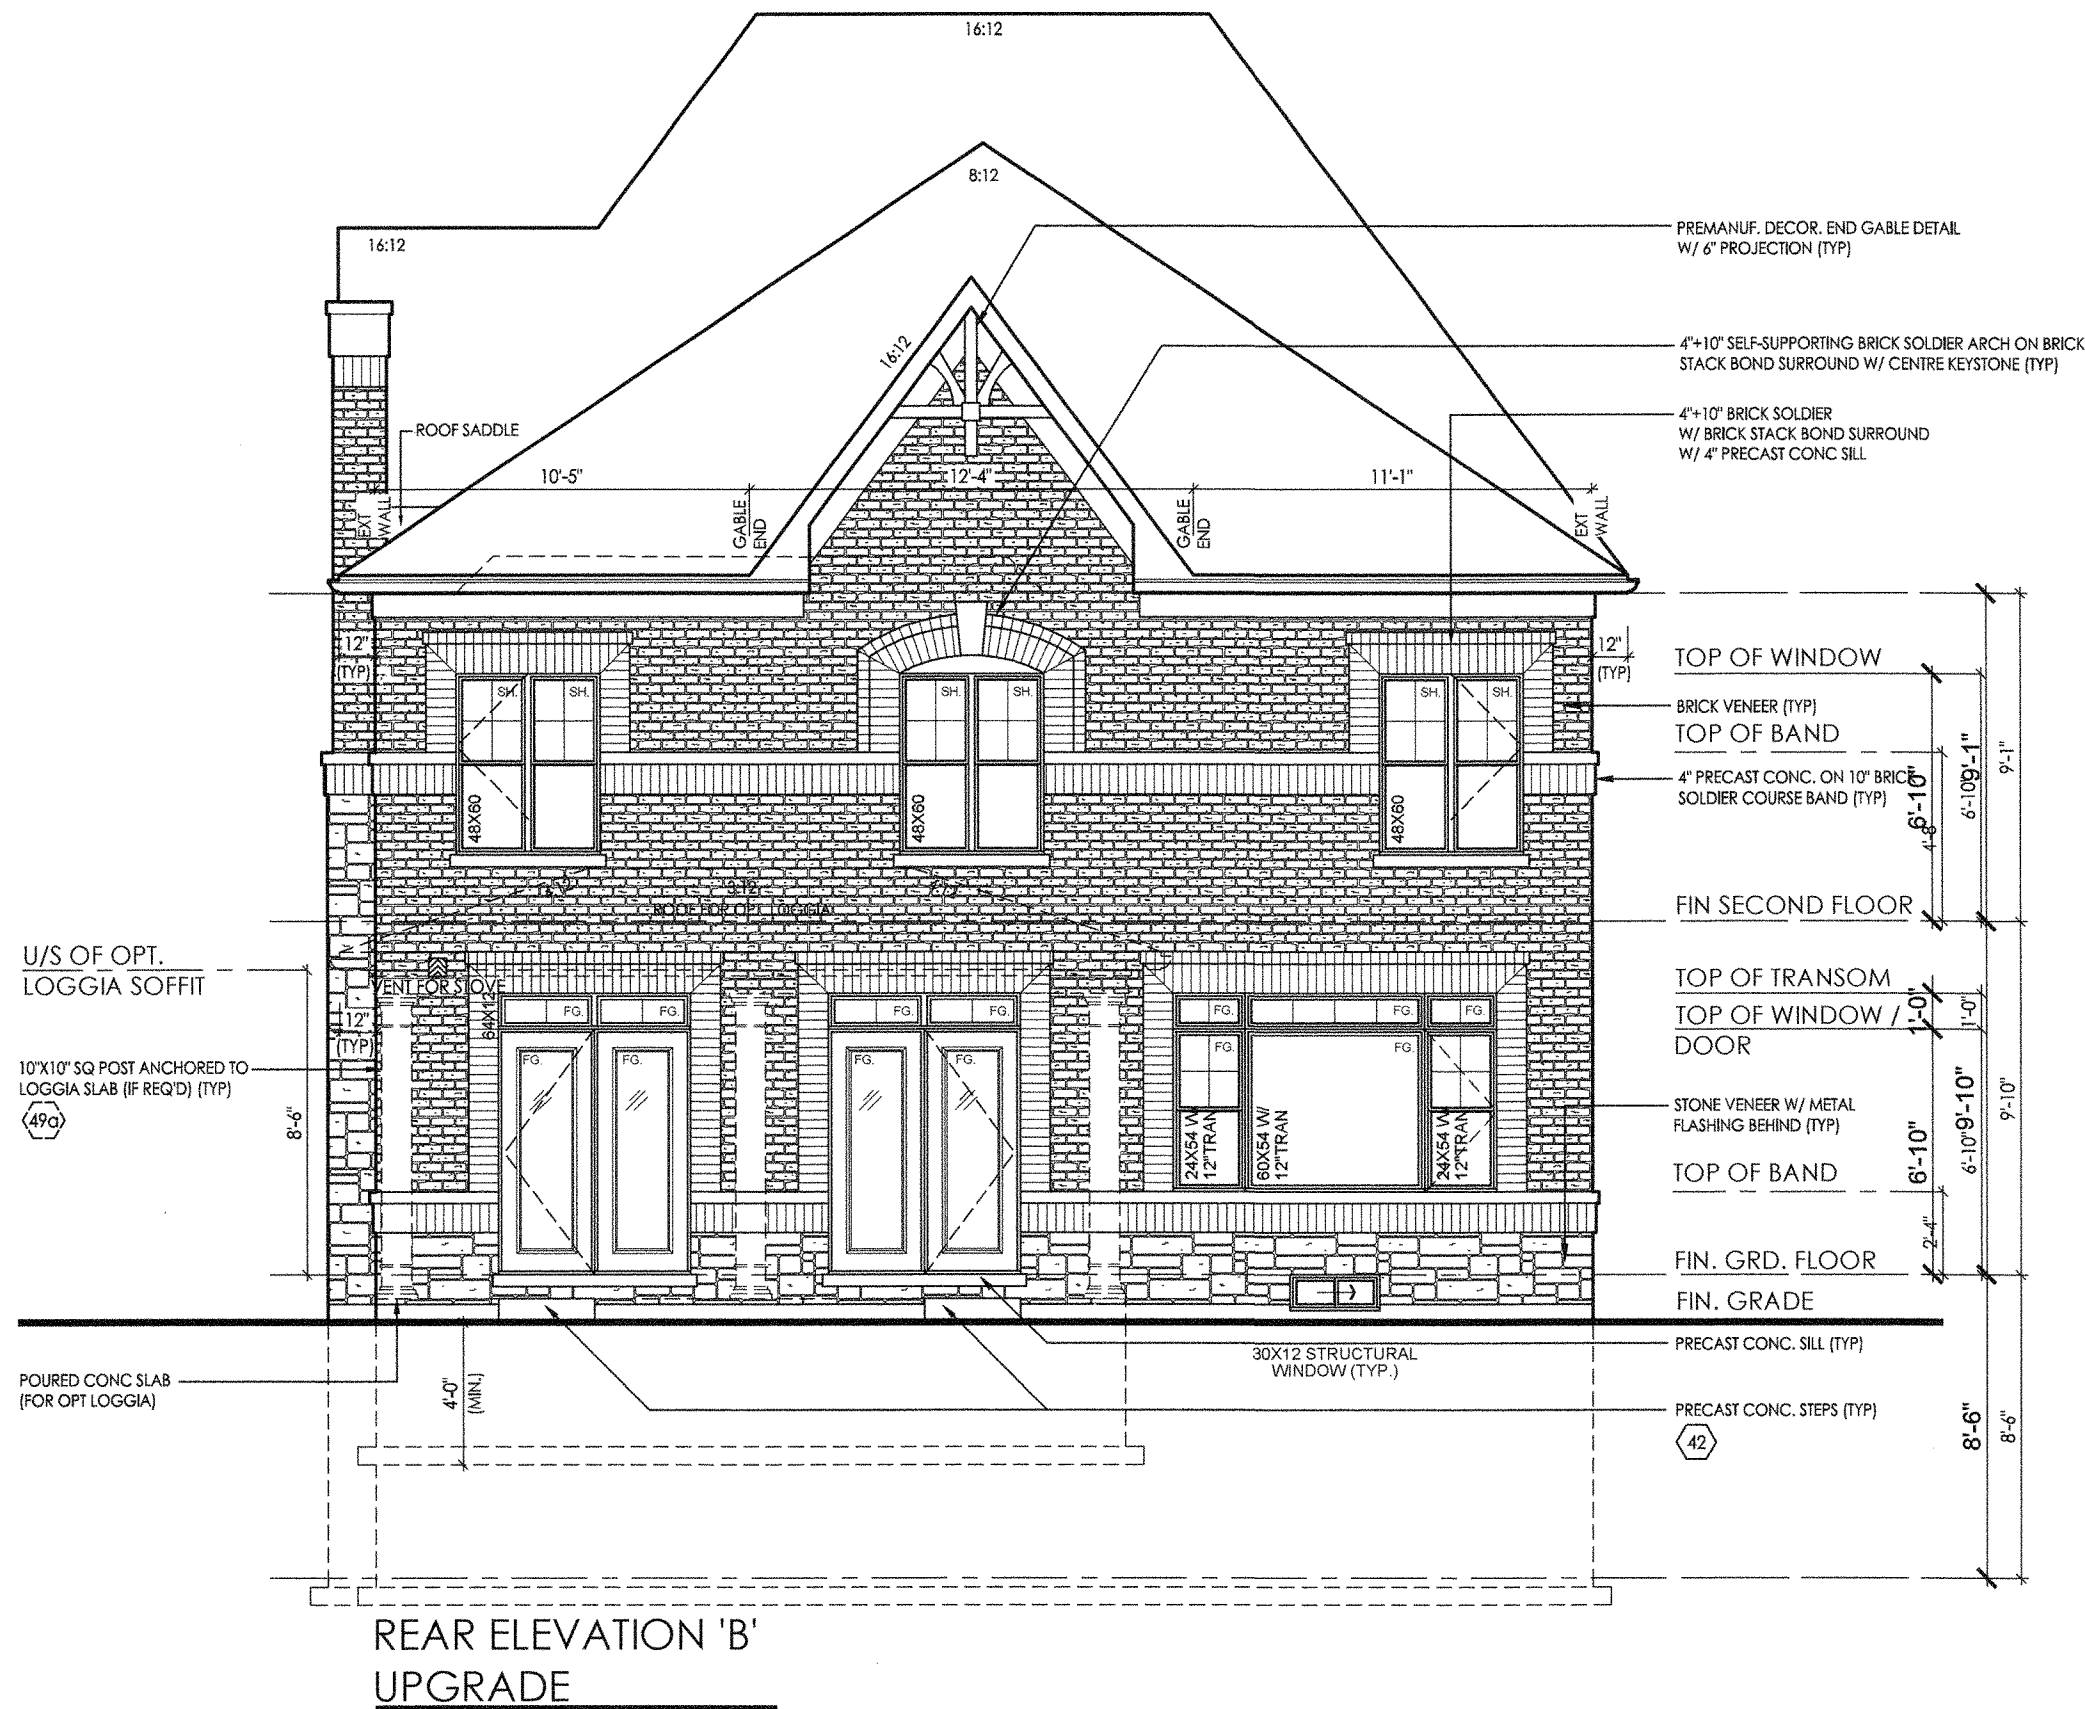 16:12
8:12
16:12
16:12
PREMANUF. DECOR. END GABLE DETAIL
W/ 6" PROJECTION (TYP)
4"+10" SELF-SUPPORTING BRICK SOLDIER ARCH ON BRICK
STACK BOND SURROUND W/ CENTRE KEYSTONE (TYP)
4"+10" BRICK SOLDIER
W/ BRICK STACK BOND SURROUND
W/ 4" PRECAST CONC SILL
ROOF SADDLE
10'-5"
12'-4"
11'-1"
EXT
WALL
GABLE
END
GABLE
END
EXT
WALL
12"
(TYP)
12"
(TYP)
SH.
SH.
SH.
SH.
SH.
SH.
48X60
48X60
48X60
TOP OF WINDOW
BRICK VENEER (TYP)
TOP OF BAND
4" PRECAST CONC. ON 10" BRICK
SOLDIER COURSE BAND (TYP)
6'-10"
4'-8"
6'-10"
9'-1"
9'-1"
3:12
ROOF FOR OPT. LOGGIA
FIN SECOND FLOOR
U/S OF OPT.
LOGGIA SOFFIT
VENT FOR STOVE
64X12
12"
(TYP)
TOP OF TRANSOM
TOP OF WINDOW /
DOOR
1'-0"
1'-0"
FG.
FG.
FG.
FG.
FG.
FG.
FG.
FG.
FG.
FG.
FG.
FG.
FG.
24X54 W/
12"TRAN
60X54 W/
12"TRAN
24X54 W/
12"TRAN
10"X10" SQ POST ANCHORED TO
LOGGIA SLAB (IF REQ'D) (TYP)
49a
8'-6"
STONE VENEER W/ METAL
FLASHING BEHIND (TYP)
TOP OF BAND
6'-10"
2'-4"
6'-10"
9'-10"
9'-10"
FIN. GRD. FLOOR
FIN. GRADE
PRECAST CONC. SILL (TYP)
30X12 STRUCTURAL
WINDOW (TYP.)
POURED CONC SLAB
(FOR OPT LOGGIA)
4'-0"
(MIN.)
PRECAST CONC. STEPS (TYP)
42
8'-6"
8'-6"
REAR ELEVATION 'B'
UPGRADE